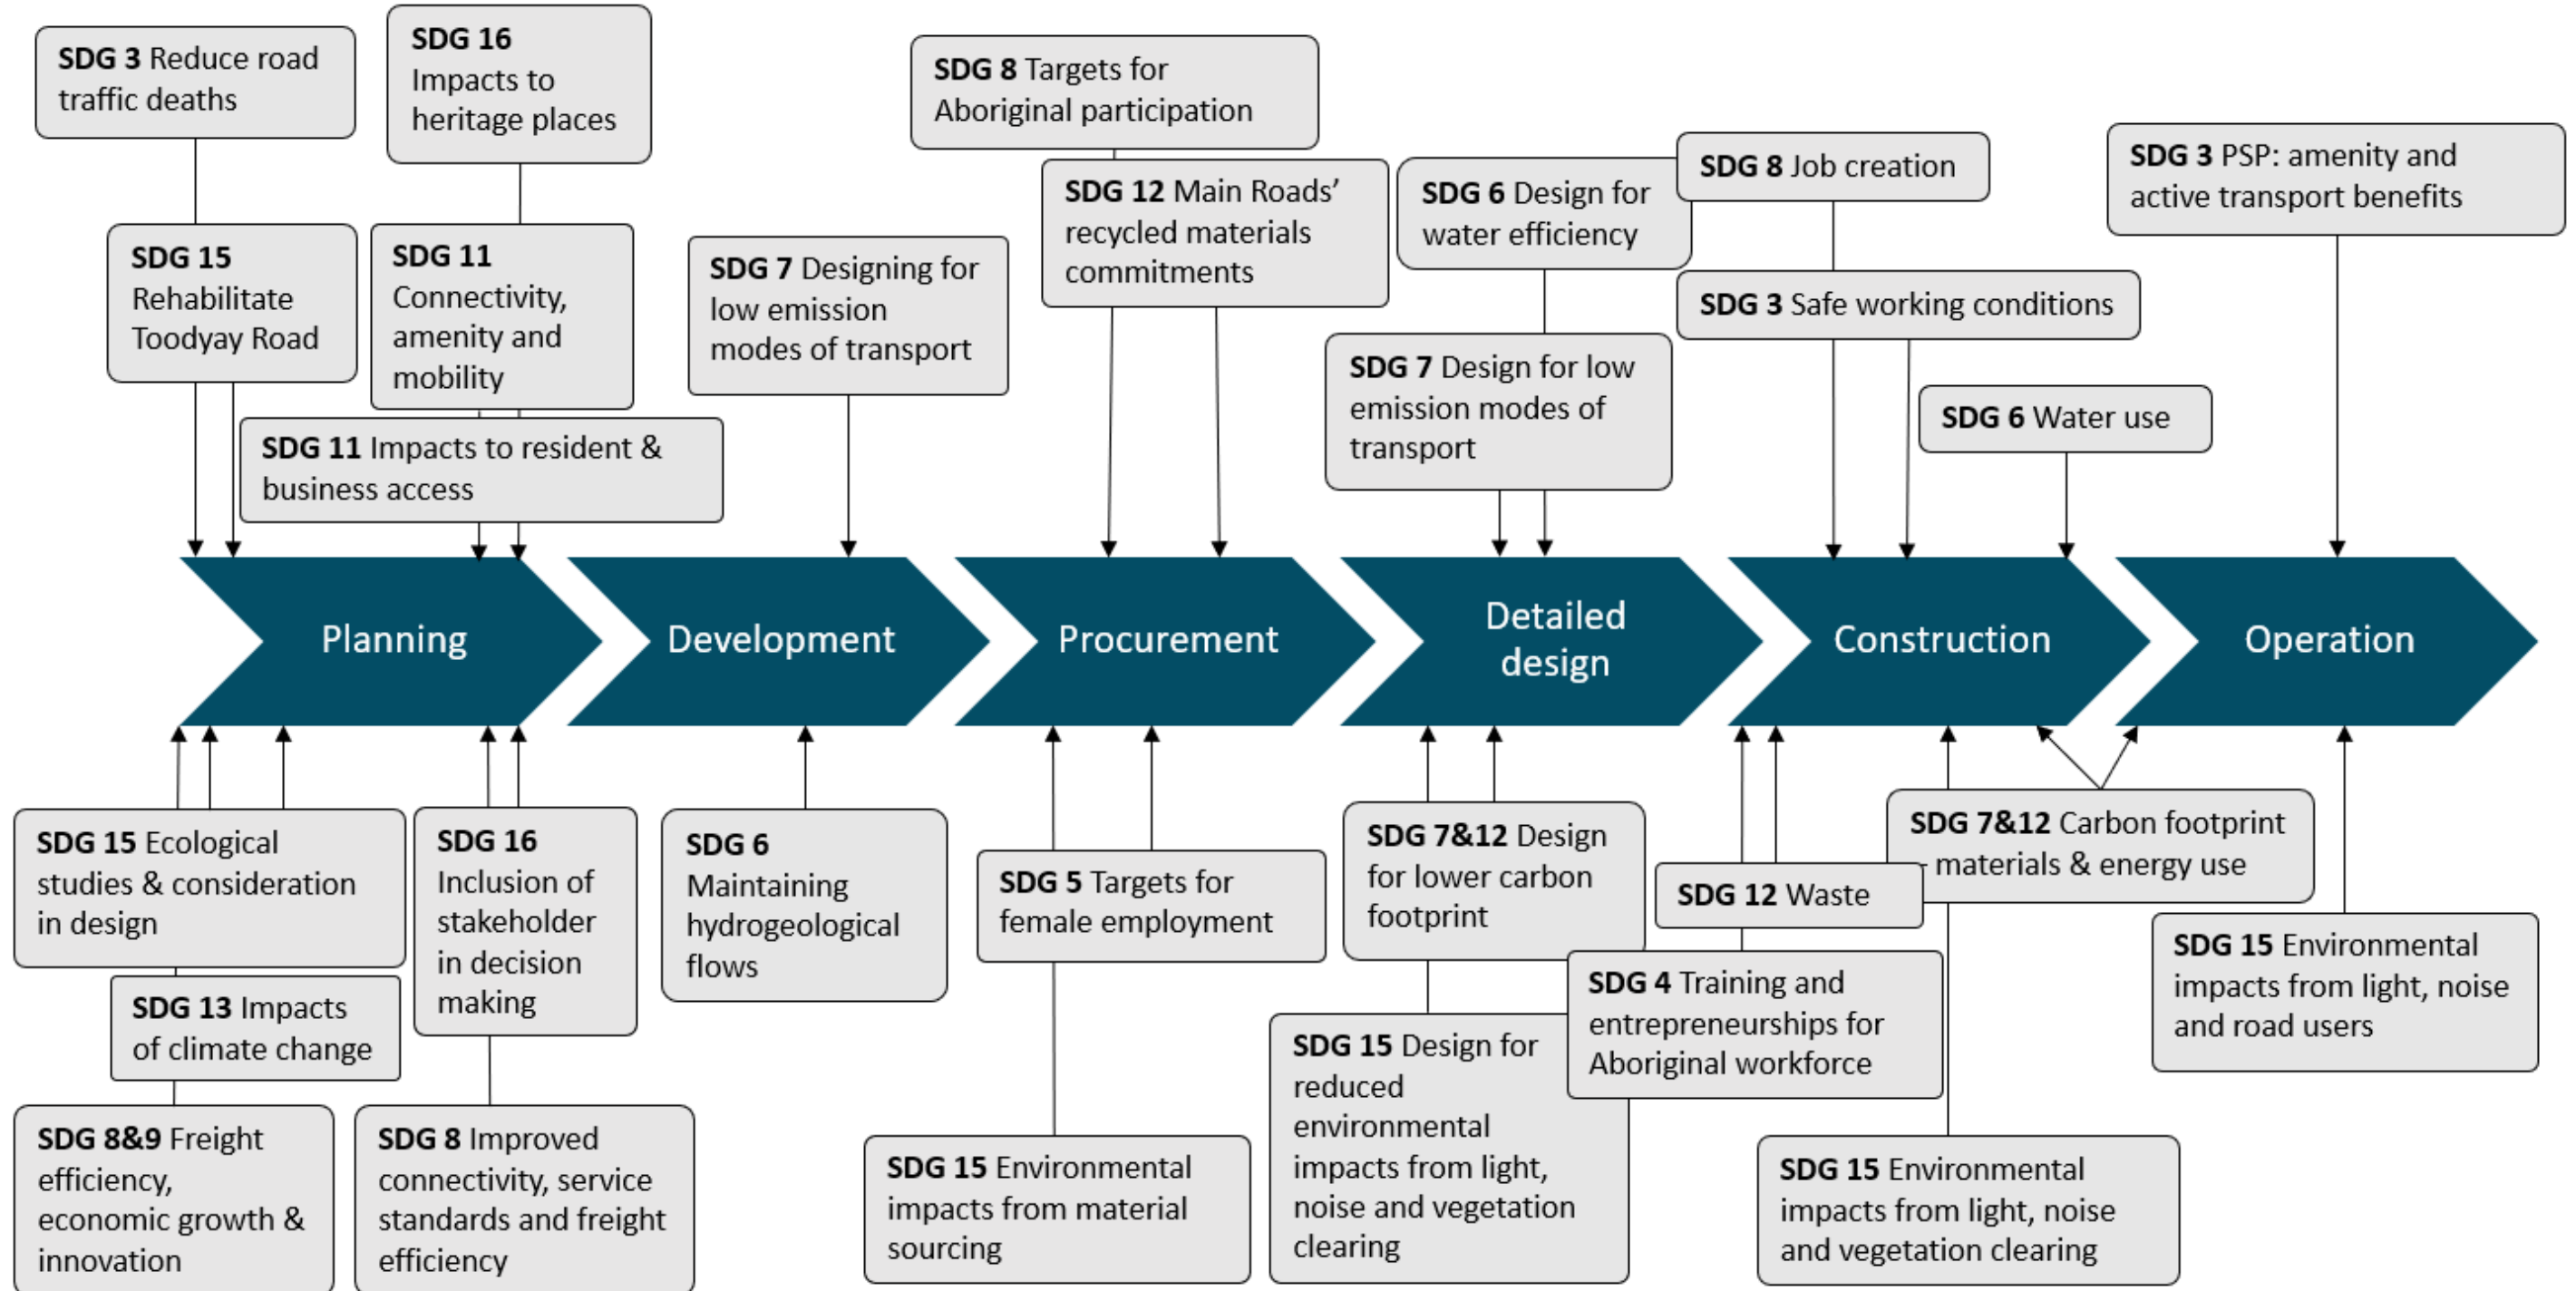 SDG 3 Reduce road
traffic deaths
SDG 16
Impacts to
heritage places
SDG 8 Targets for
Aboriginal participation
SDG 12 Main Roads’
recycled materials
commitments
SDG 6 Design for
water efficiency
SDG 8 Job creation
SDG 3 PSP: amenity and
active transport benefits
SDG 15
Rehabilitate
Toodyay Road
SDG 11
Connectivity,
amenity and
mobility
SDG 7 Designing for
low emission
modes of transport
SDG 3 Safe working conditions
SDG 7 Design for low
emission modes of
transport
SDG 6 Water use
SDG 11 Impacts to resident &
business access
Planning
Development
Procurement
Detailed
design
Construction
Operation
SDG 15 Ecological
studies & consideration
in design
SDG 16
Inclusion of
stakeholder
in decision
making
SDG 6
Maintaining
hydrogeological
flows
SDG 5 Targets for
female employment
SDG 7&12 Design
for lower carbon
footprint
SDG 12 Waste
SDG 7&12 Carbon footprint
- materials & energy use
SDG 15 Environmental
impacts from light, noise
and road users
SDG 13 Impacts
of climate change
SDG 4 Training and
entrepreneurships for
Aboriginal workforce
SDG 8&9 Freight
efficiency,
economic growth &
innovation
SDG 8 Improved
connectivity, service
standards and freight
efficiency
SDG 15 Environmental
impacts from material
sourcing
SDG 15 Design for
reduced
environmental
impacts from light,
noise and vegetation
clearing
SDG 15 Environmental
impacts from light, noise
and vegetation clearing